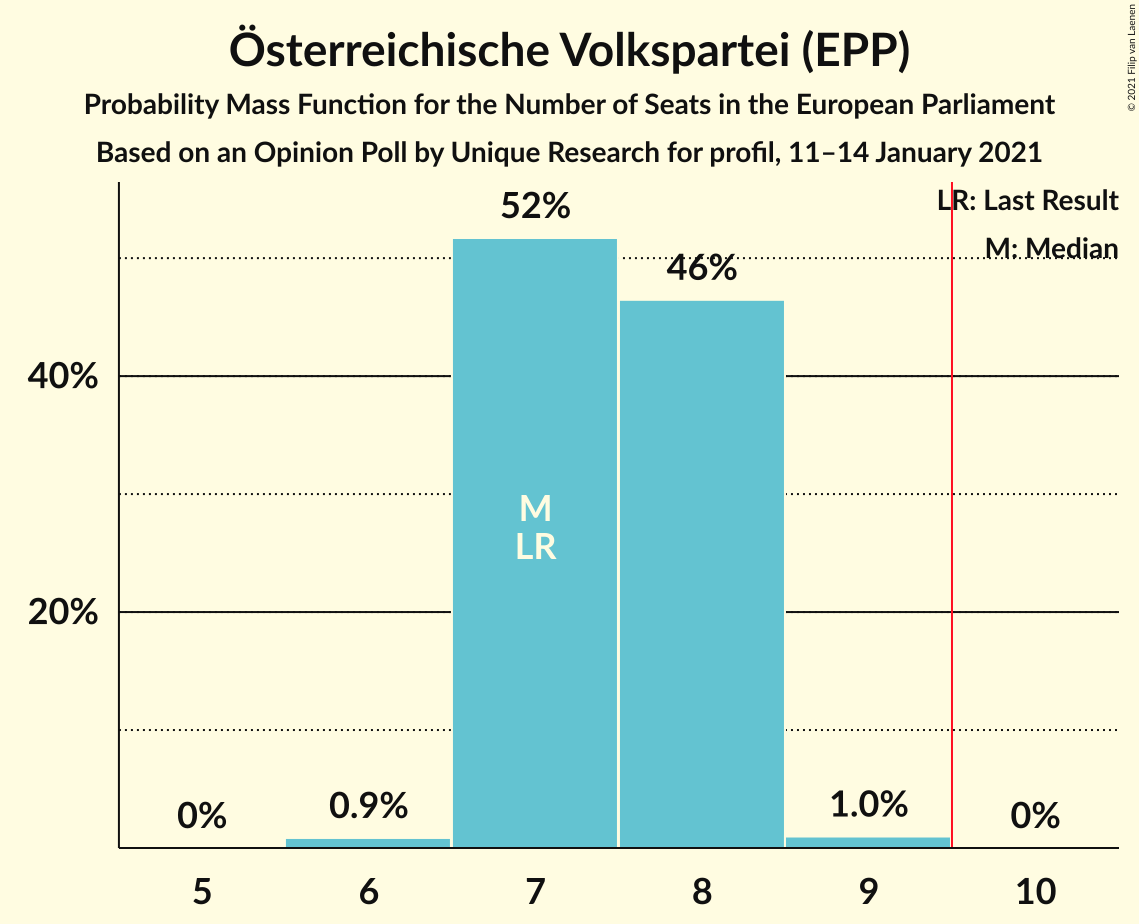 Österreichische Volkspartei (EPP)
Probability Mass Function for the Number of Seats in the European Parliament
Based on an Opinion Poll by Unique Research for profil, 11–14 January 2021
© 2021 Filip van Laenen
LR: Last Result
M: Median
52%
46%
40%
M
LR
20%
0%
0.9%
1.0%
0%
5
6
7
8
9
10